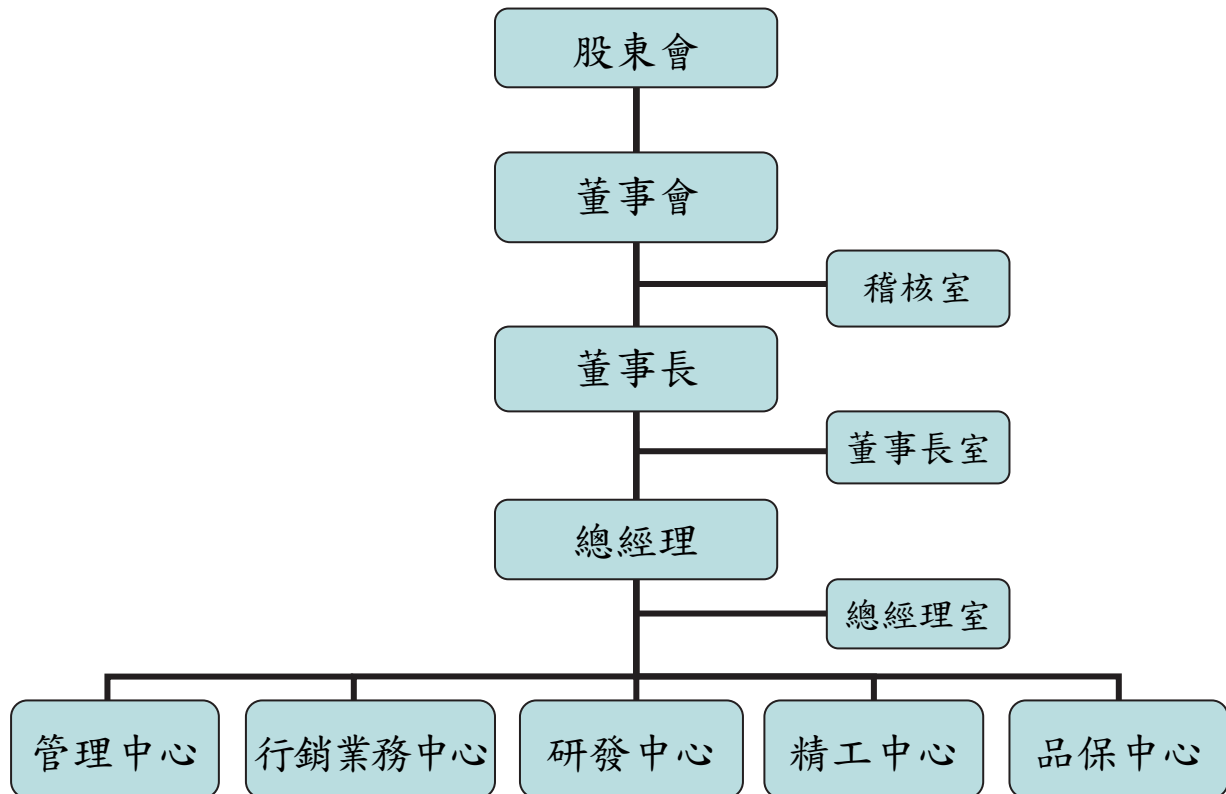 股東會
董事會
稽核室
董事長
董事長室
總經理
總經理室
管理中心
行銷業務中心
研發中心
精工中心
品保中心